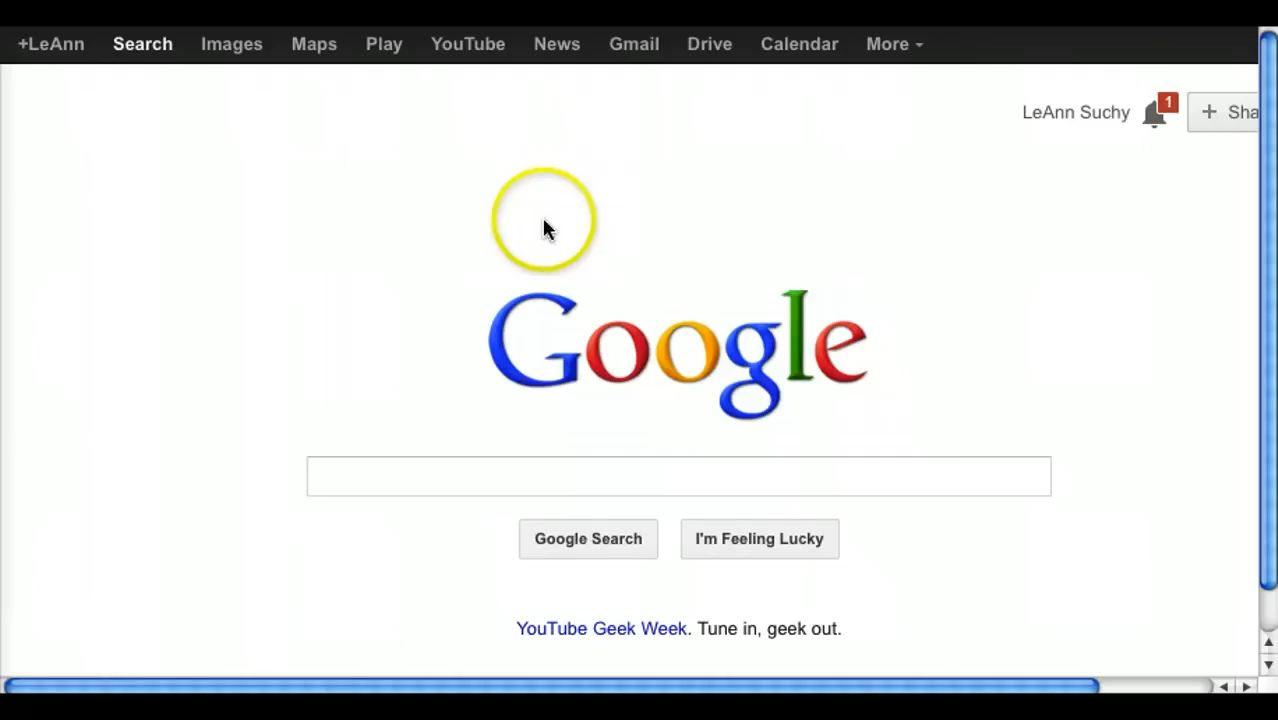 +LeAnn Search Images Maps Play YouTube News Gmail Drive Calendar More
LeAnn Suchy 1 + Sha
Google
Google Search I'm Feeling Lucky
YouTube Geek Week. Tune in, geek out.